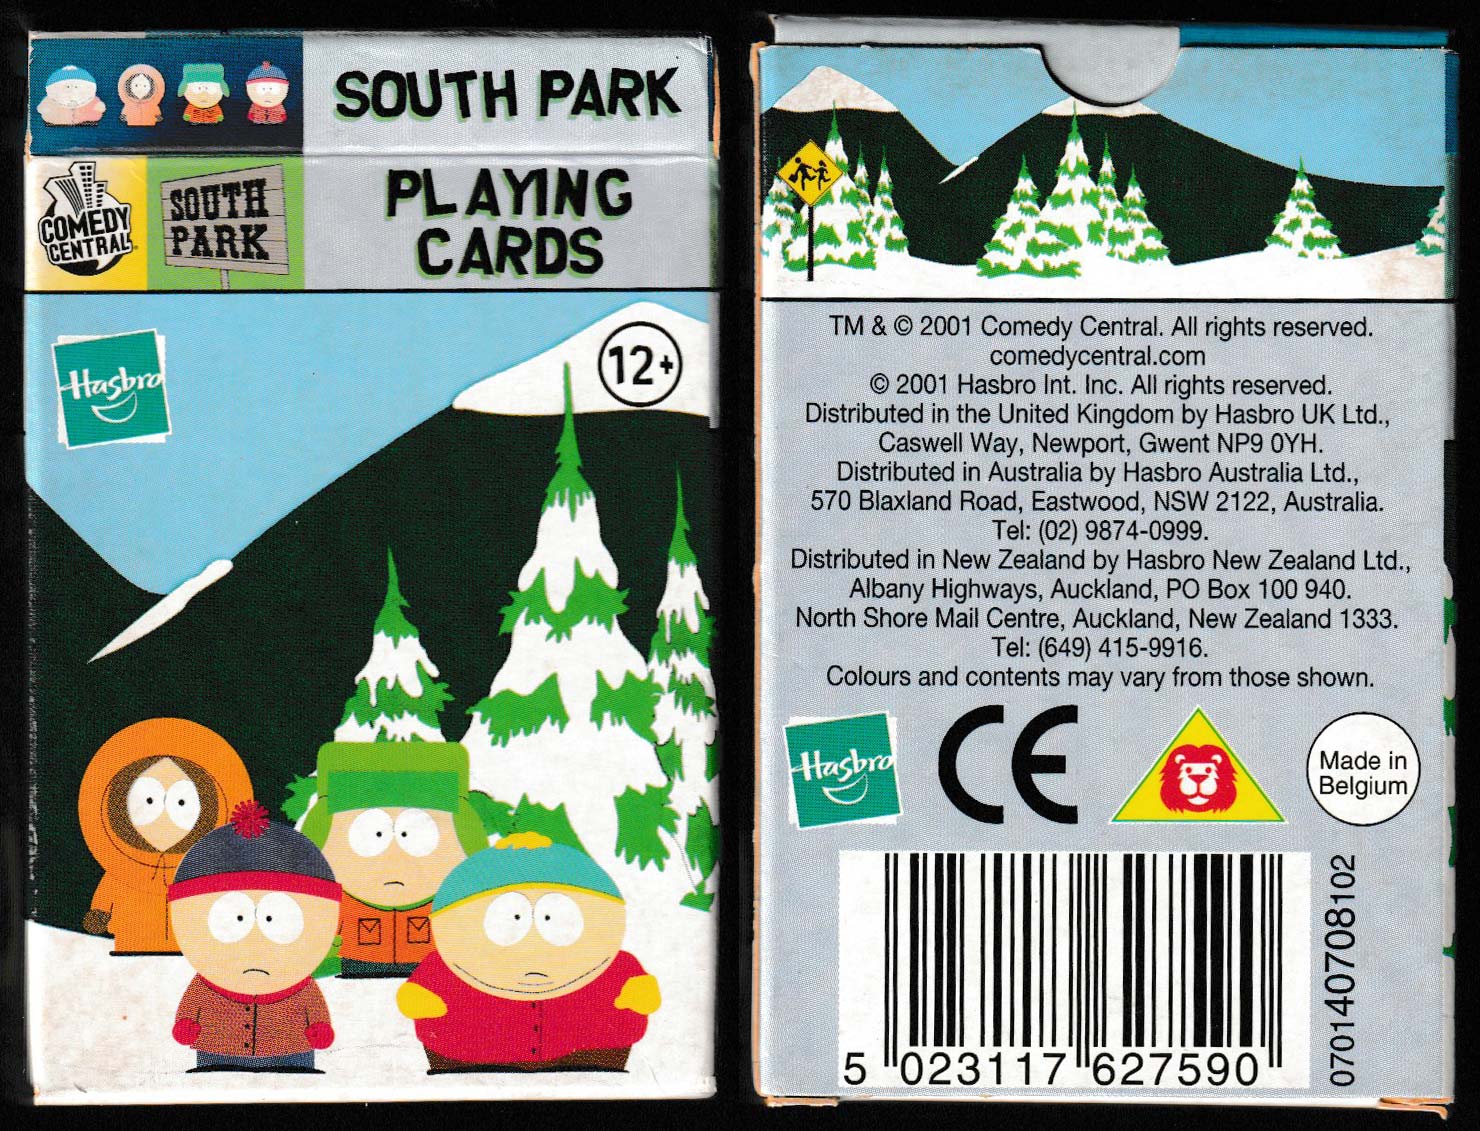 SOUTH PARK
COMEDY
CENTRAL
SOUTH
PARK
PLAYING
CARDS
Hasbro
12+
TM & © 2001 Comedy Central. All rights reserved.
comedycentral.com
© 2001 Hasbro Int. Inc. All rights reserved.
Distributed in the United Kingdom by Hasbro UK Ltd.,
Caswell Way, Newport, Gwent NP9 0YH.
Distributed in Australia by Hasbro Australia Ltd.,
570 Blaxland Road, Eastwood, NSW 2122, Australia.
Tel: (02) 9874-0999.
Distributed in New Zealand by Hasbro New Zealand Ltd.,
Albany Highways, Auckland, PO Box 100 940.
North Shore Mail Centre, Auckland, New Zealand 1333.
Tel: (649) 415-9916.
Colours and contents may vary from those shown.
Hasbro
CE
Made in
Belgium
5 023117 627590
070140708102